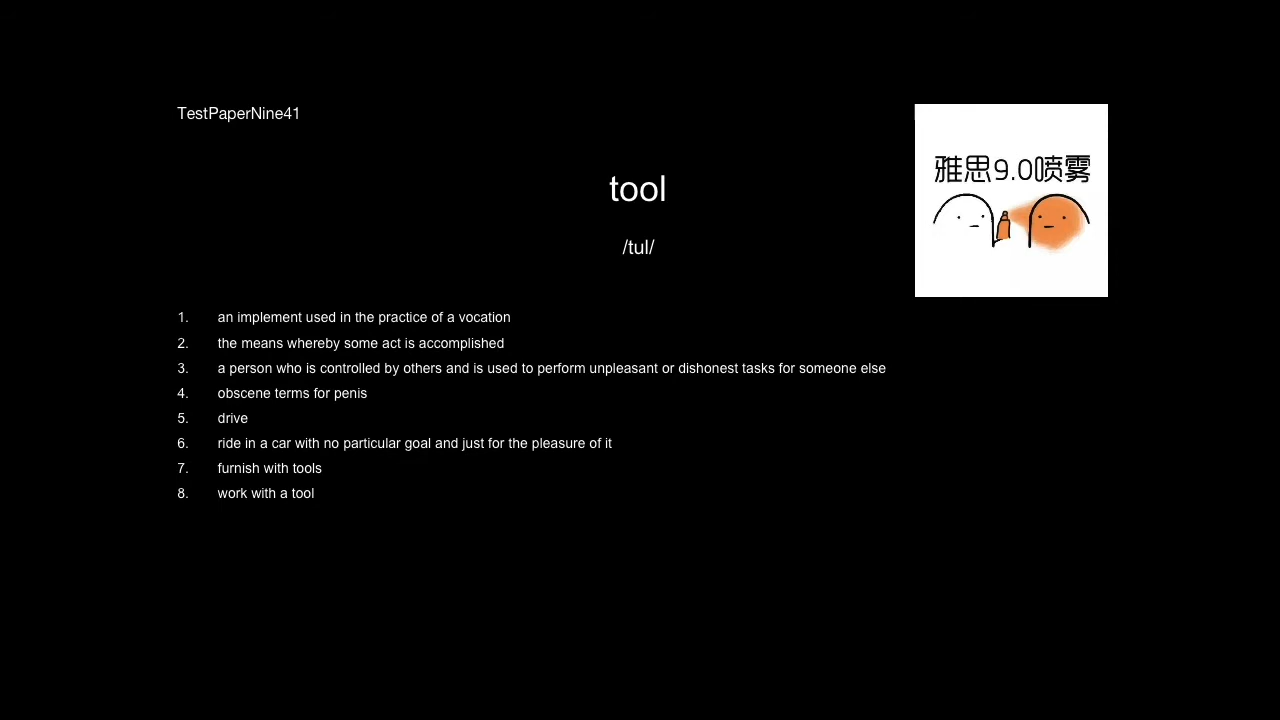 TestPaperNine41
雅思9.0喷雾
tool
/tul/
1. an implement used in the practice of a vocation
2. the means whereby some act is accomplished
3. a person who is controlled by others and is used to perform unpleasant or dishonest tasks for someone else
4. obscene terms for penis
5. drive
6. ride in a car with no particular goal and just for the pleasure of it
7. furnish with tools
8. work with a tool